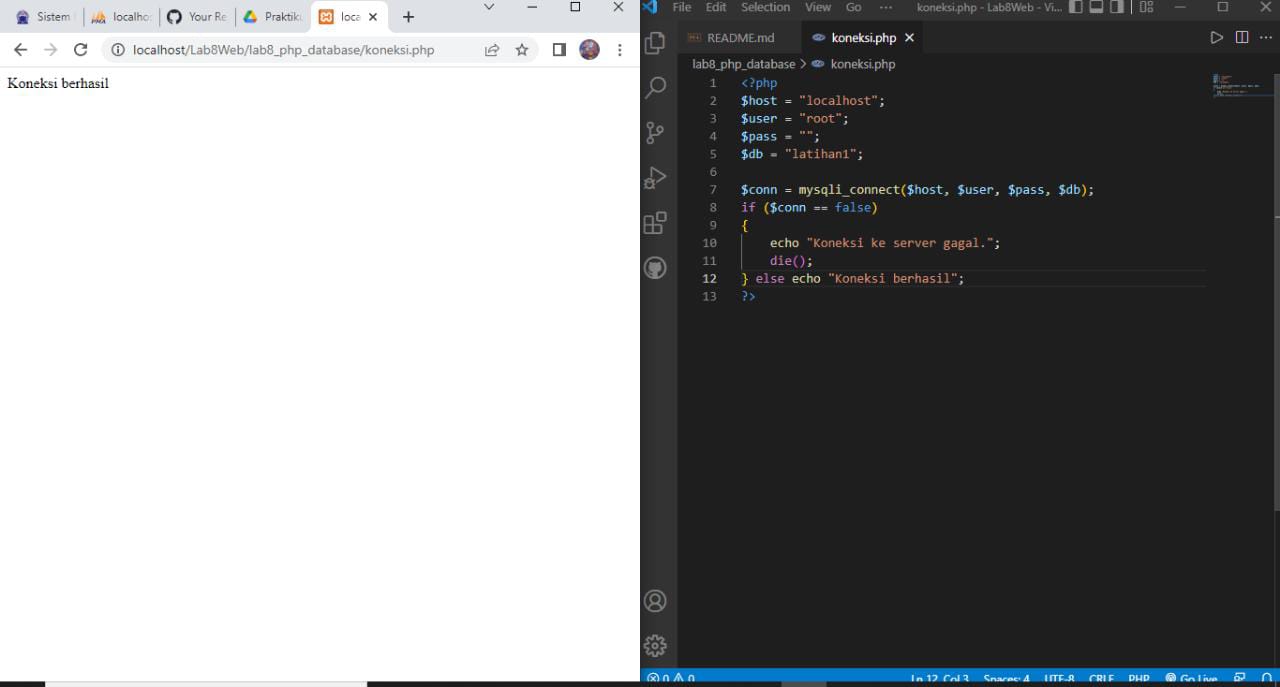 Sistem
localhos
Your Re
Praktiku
loca
localhost/Lab8Web/lab8_php_database/koneksi.php
Koneksi berhasil
File Edit Selection View Go ··· koneksi.php - Lab8Web - Vi...
README.md koneksi.php
lab8_php_database > koneksi.php
1 <?php
2 $host = "localhost";
3 $user = "root";
4 $pass = "";
5 $db = "latihan1";
6
7 $conn = mysqli_connect($host, $user, $pass, $db);
8 if ($conn == false)
9 {
10 echo "Koneksi ke server gagal.";
11 die();
12 } else echo "Koneksi berhasil";
13 ?>
0 0 Ln 12, Col 3 Spaces: 4 UTF-8 CRLF PHP Go Live